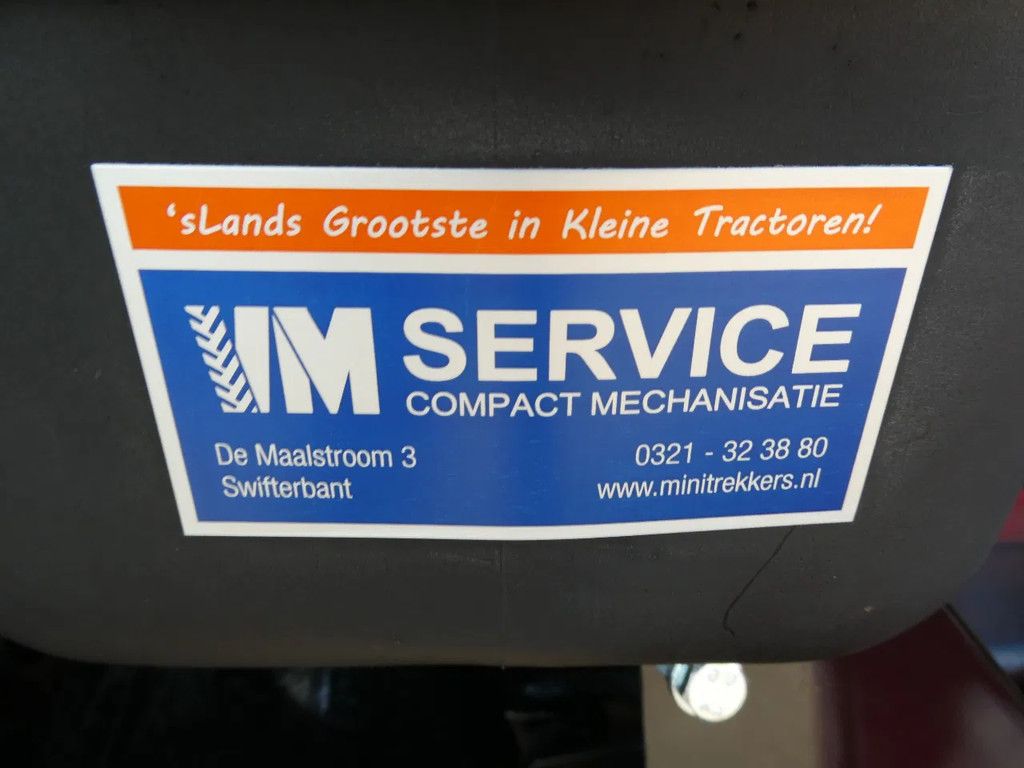 ‘sLands Grootste in Kleine Tractoren!
IM SERVICE
COMPACT MECHANISATIE
De Maalstroom 3
Swifterbant
0321 - 32 38 80
www.minitrekkers.nl